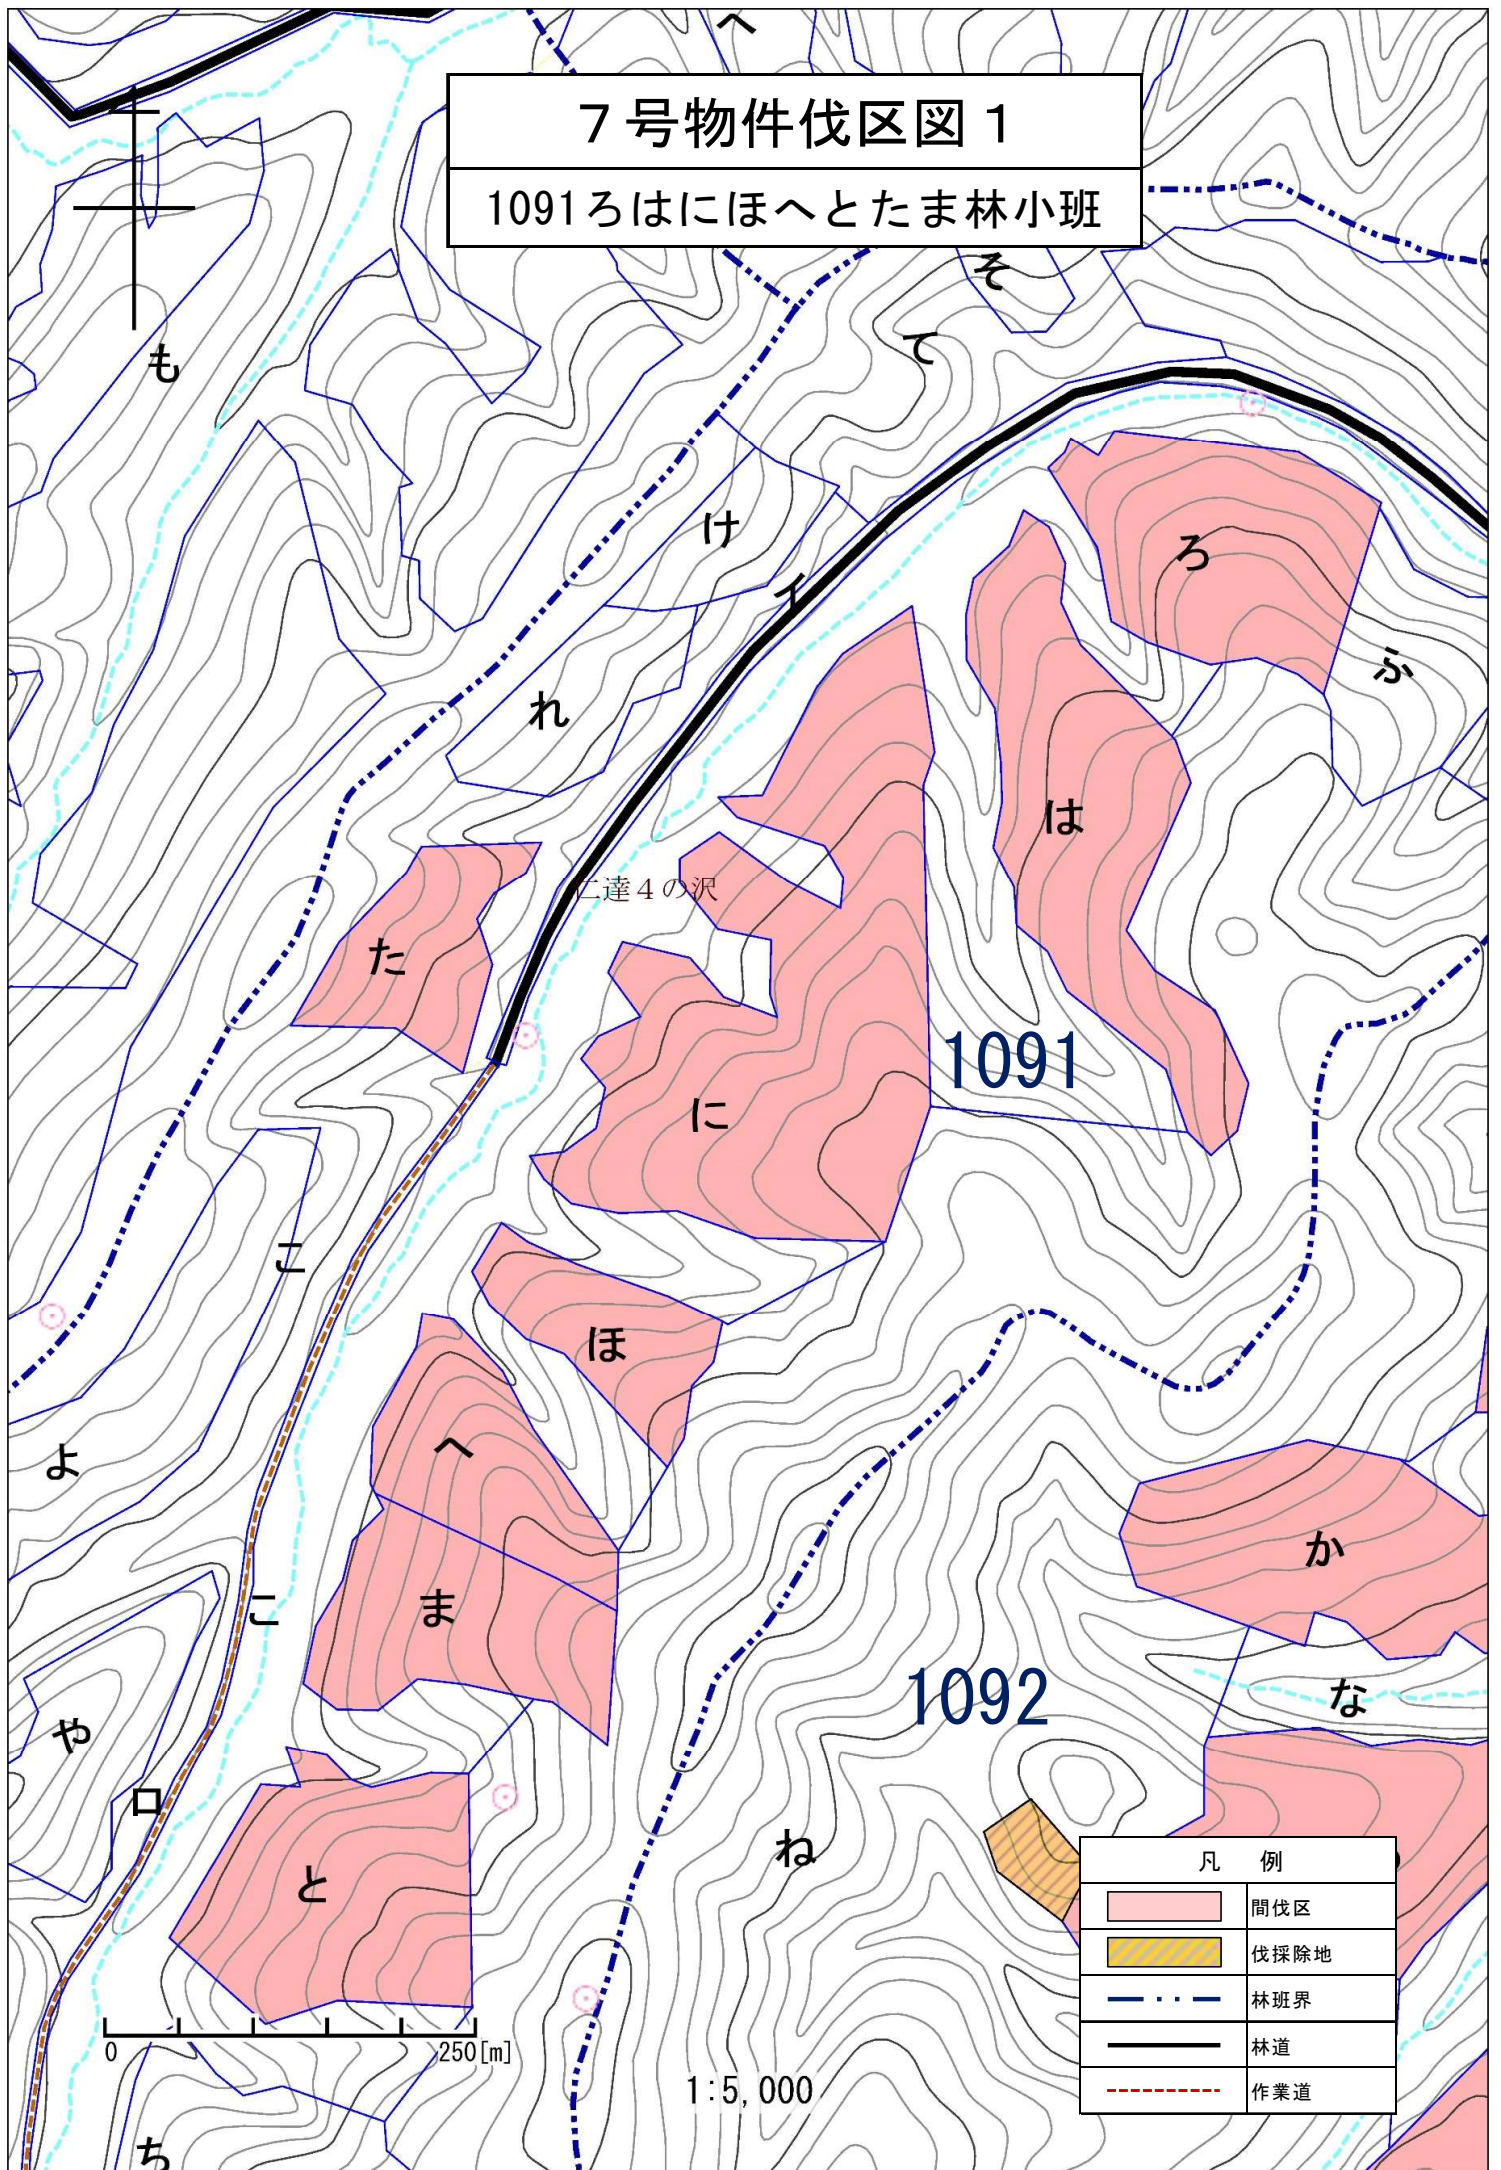 へ
７号物件伐区図１
1091ろはにほへとたま林小班
そ
て
も
け
ろ
イ
ふ
れ
は
仁達４の沢
た
1091
に
こ
ほ
へ
よ
か
ま
こ
1092
な
や
ロ
ね
と
凡 例
間伐区
伐採除地
林班界
林道
作業道
0 250[m]
1:5,000
ち